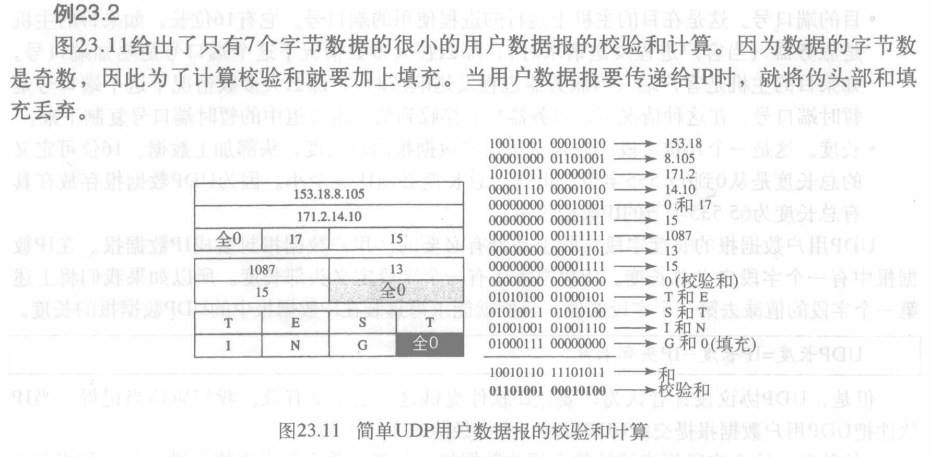 例23.2
图23.11给出了只有7个字节数据的很小的用户数据报的校验和计算。因为数据的字节数
是奇数，因此为了计算校验和就要加上填充。当用户数据报要传递给IP时，就将伪头部和填
充丢弃。
153.18.8.105
171.2.14.10
全0 17 15
1087 13
15 全0
T E S T
I N G 全0
10011001 00010010 → 153.18
00001000 01101001 → 8.105
10101011 00000010 → 171.2
00001110 00001010 → 14.10
00000000 00010001 → 0 和 17
00000000 00001111 → 15
00000100 00111111 → 1087
00000000 00001101 → 13
00000000 00001111 → 15
00000000 00000000 → 0 (校验和)
01010100 01000101 → T 和 E
01010011 01010100 → S 和 T
01001001 01001110 → I 和 N
01000111 00000000 → G 和 0 (填充)
10010110 11101011 → 和
01101001 00010100 → 校验和
图23.11 简单UDP用户数据报的校验和计算